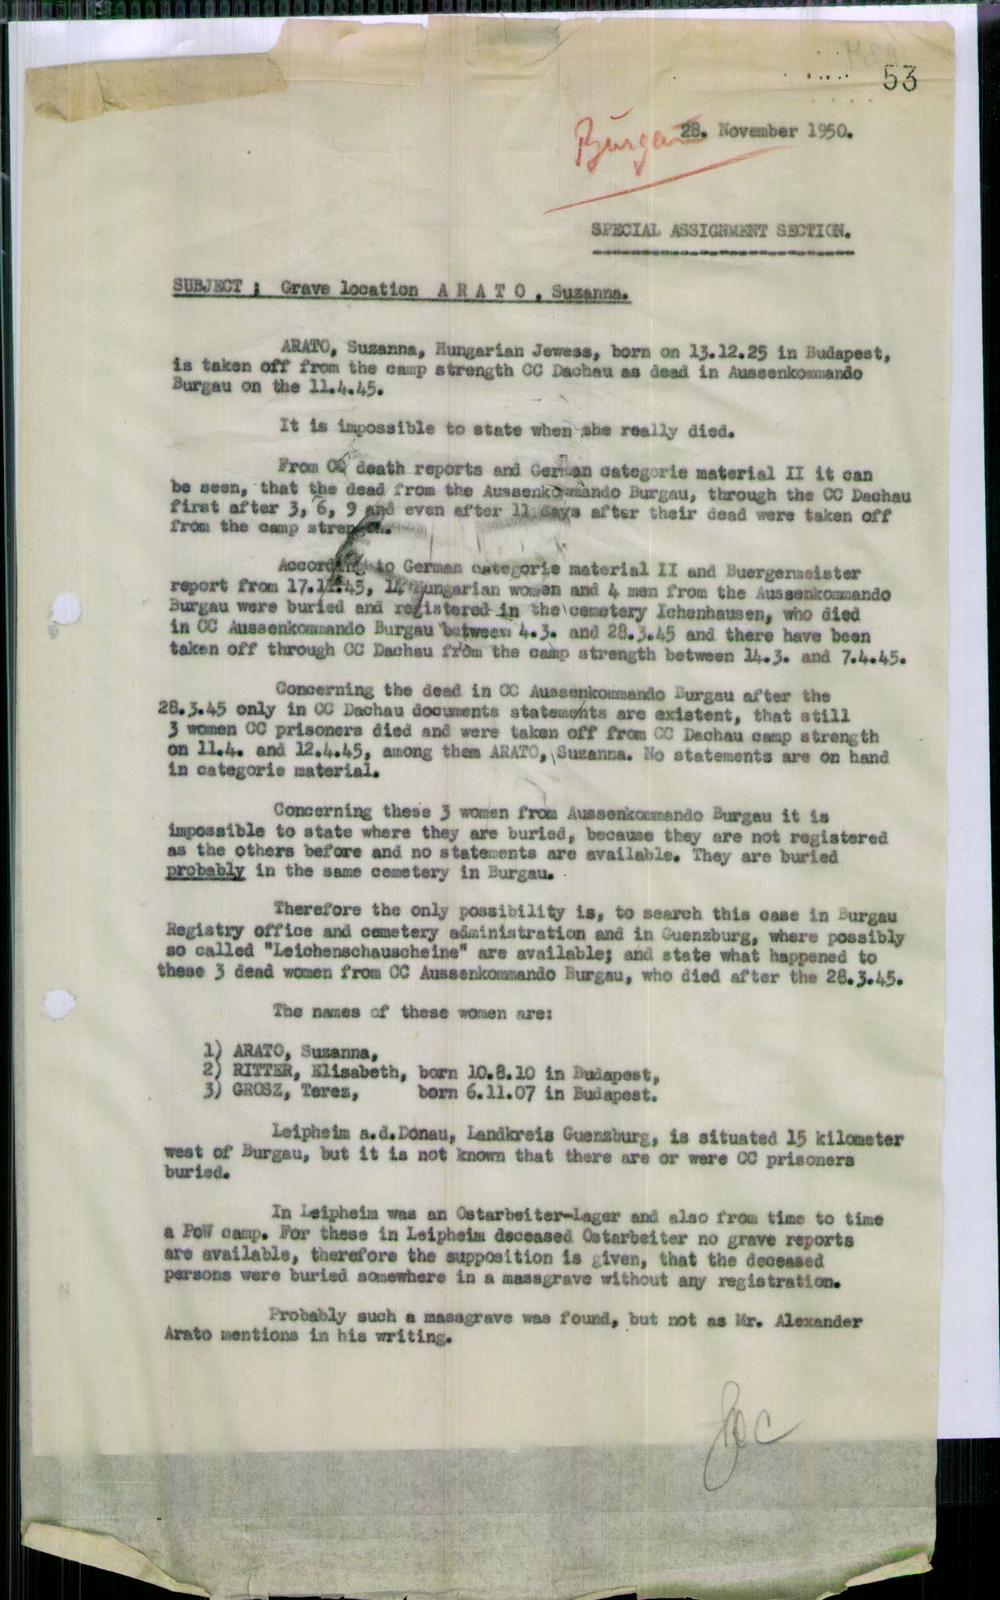 53
Burgau
28. November 1950.
SPECIAL ASSIGNMENT SECTION.
SUBJECT : Grave location A R A T O , Suzanna.
ARATO, Suzanna, Hungarian Jewess, born on 13.12.25 in Budapest,
is taken off from the camp strength CC Dachau as dead in Aussenkommando
Burgau on the 11.4.45.
It is impossible to state when she really died.
From CC death reports and German categorie material II it can
be seen, that the dead from the Aussenkommando Burgau, through the CC Dachau
first after 3, 6, 9 and even after 11 days after their dead were taken off
from the camp strength.
According to German categorie material II and Buergermeister
report from 45, 14 Hungarian women and 4 men from the Aussenkommando
Burgau were buried and registered in the cemetery Ichenhausen, who died
in CC Aussenkommando Burgau between 4.3. and 28.3.45 and there have been
taken off through CC Dachau from the camp strength between 14.3. and 7.4.45.
Concerning the dead in CC Aussenkommando Burgau after the
28.3.45 only in CC Dachau documents statements are existent, that still
3 women CC prisoners died and were taken off from CC Dachau camp strength
on 11.4. and 12.4.45, among them ARATO, Suzanna. No statements are on hand
in categorie material.
Concerning these 3 women from Aussenkommando Burgau it is
impossible to state where they are buried, because they are not registered
as the others before and no statements are available. They are buried
probably in the same cemetery in Burgau.
Therefore the only possibility is, to search this case in Burgau
Registry office and cemetery administration and in Guenzburg, where possibly
so called "Leichenschauscheine" are available; and state what happened to
these 3 dead women from CC Aussenkommando Burgau, who died after the 28.3.45.
The names of these women are:
1) ARATO, Suzanna,
2) RITTER, Elisabeth, born 10.8.10 in Budapest,
3) GROSZ, Terez, born 6.11.07 in Budapest.
Leipheim a.d.Donau, Landkreis Guenzburg, is situated 15 kilometer
west of Burgau, but it is not known that there are or were CC prisoners
buried.
In Leipheim was an Ostarbeiter-Lager and also from time to time
a PoW camp. For these in Leipheim deceased Ostarbeiter no grave reports
are available, therefore the supposition is given, that the deceased
persons were buried somewhere in a massgrave without any registration.
Probably such a massgrave was found, but not as Mr. Alexander
Arato mentions in his writing.